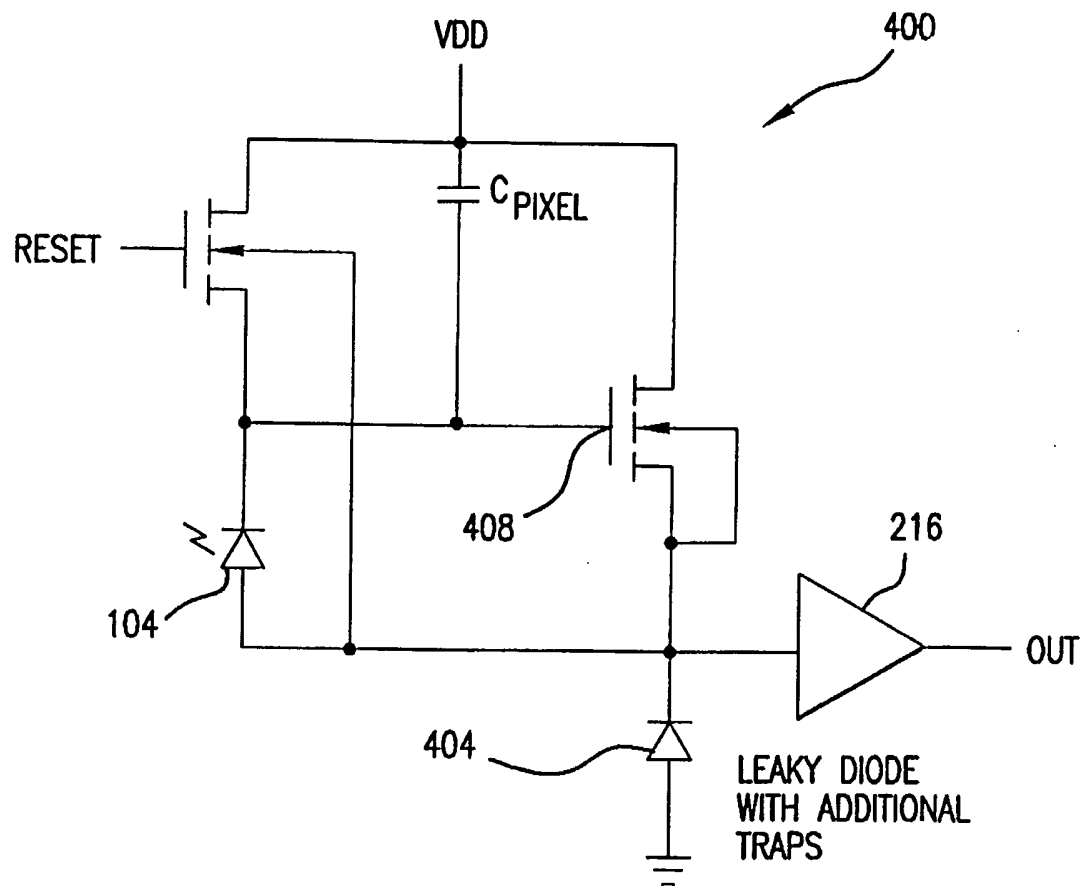 VDD
400
C PIXEL
RESET
408
216
104
OUT
404
LEAKY DIODE
WITH ADDITIONAL
TRAPS